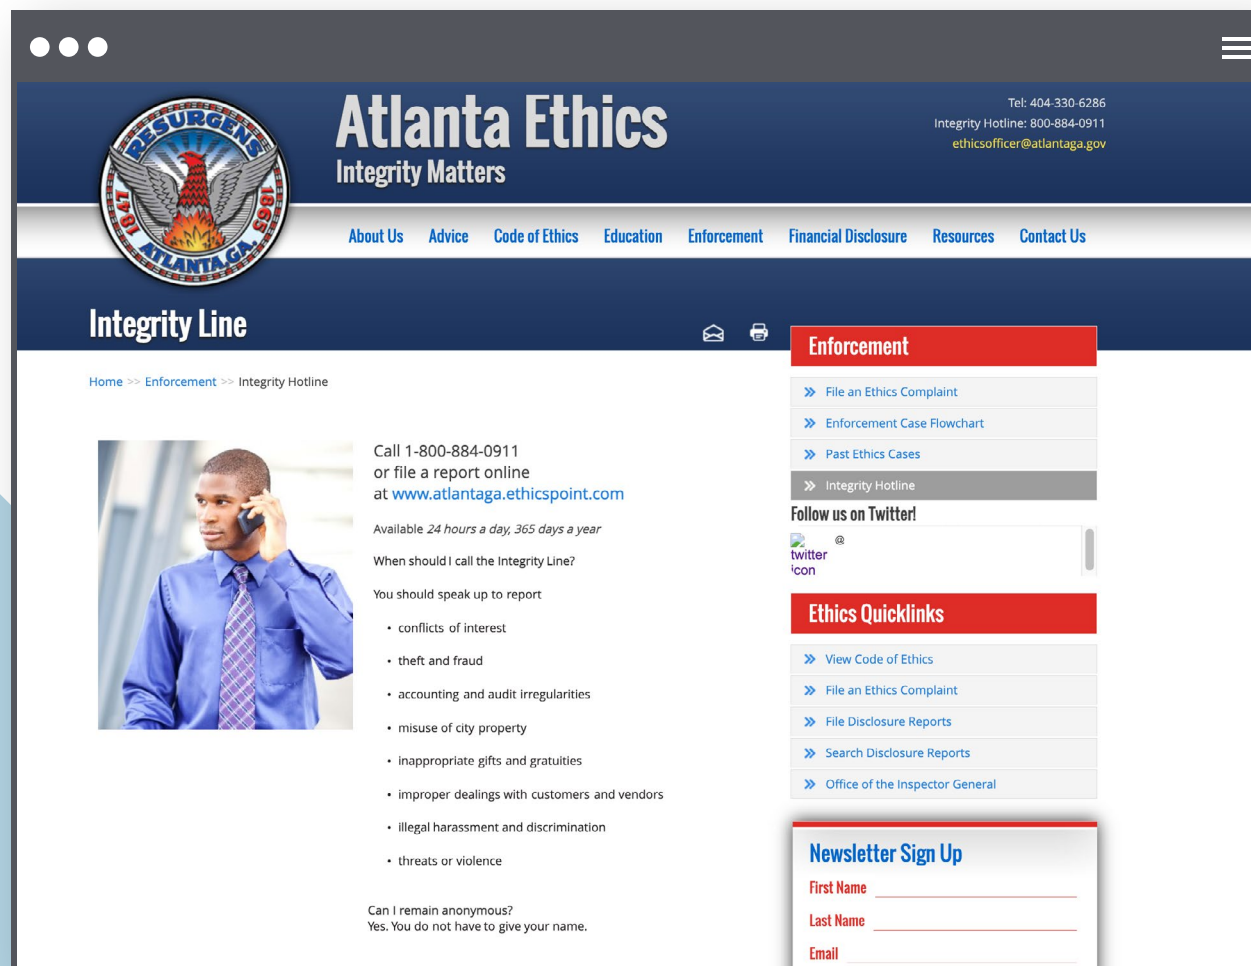 RESURGENS
1847
1865
ATLANTA, GA.
Atlanta Ethics
Integrity Matters
Tel: 404-330-6286
Integrity Hotline: 800-884-0911
ethicsofficer@atlantaga.gov
About Us Advice Code of Ethics Education Enforcement Financial Disclosure Resources Contact Us
Integrity Line
Home >> Enforcement >> Integrity Hotline
Call 1-800-884-0911
or file a report online
at www.atlantaga.ethicspoint.com
Available 24 hours a day, 365 days a year
When should I call the Integrity Line?
You should speak up to report
• conflicts of interest
• theft and fraud
• accounting and audit irregularities
• misuse of city property
• inappropriate gifts and gratuities
• improper dealings with customers and vendors
• illegal harassment and discrimination
• threats or violence
Can I remain anonymous?
Yes. You do not have to give your name.
Enforcement
File an Ethics Complaint
Enforcement Case Flowchart
Past Ethics Cases
Integrity Hotline
Follow us on Twitter!
twitter
icon
@
Ethics Quicklinks
View Code of Ethics
File an Ethics Complaint
File Disclosure Reports
Search Disclosure Reports
Office of the Inspector General
Newsletter Sign Up
First Name
Last Name
Email